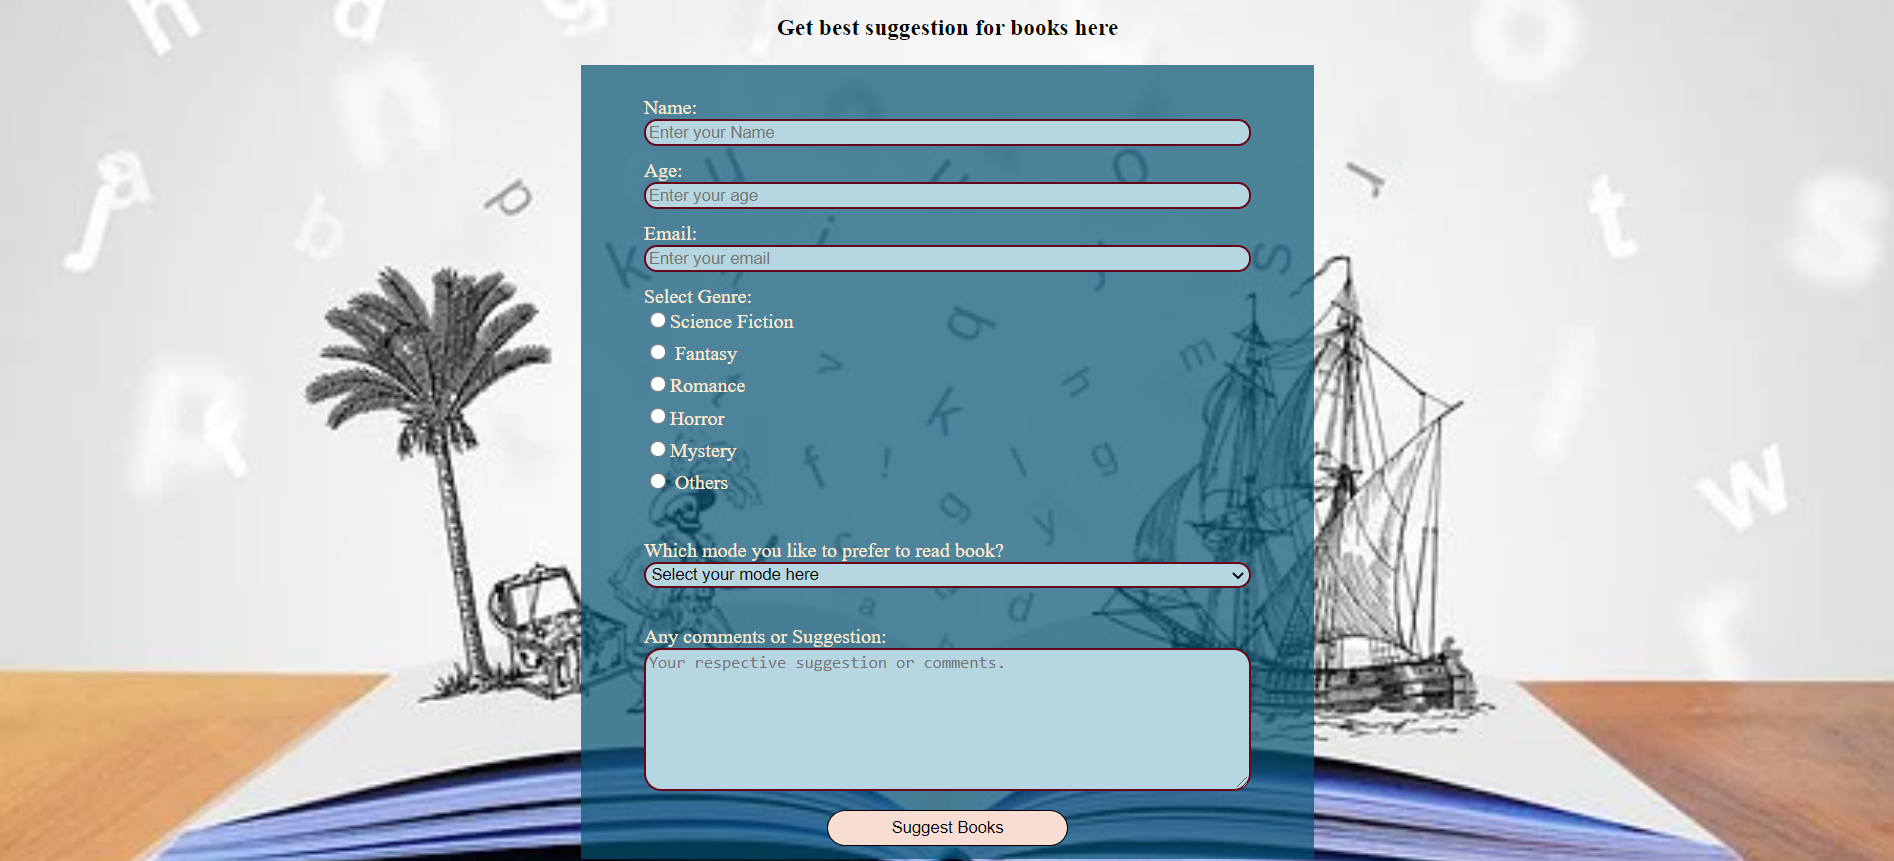 Get best suggestion for books here
Name:
Enter your Name
Age:
Enter your age
Email:
Enter your email
Select Genre:
Science Fiction
Fantasy
Romance
Horror
Mystery
Others
Which mode you like to prefer to read book?
Select your mode here
Any comments or Suggestion:
Your respective suggestion or comments.
Suggest Books